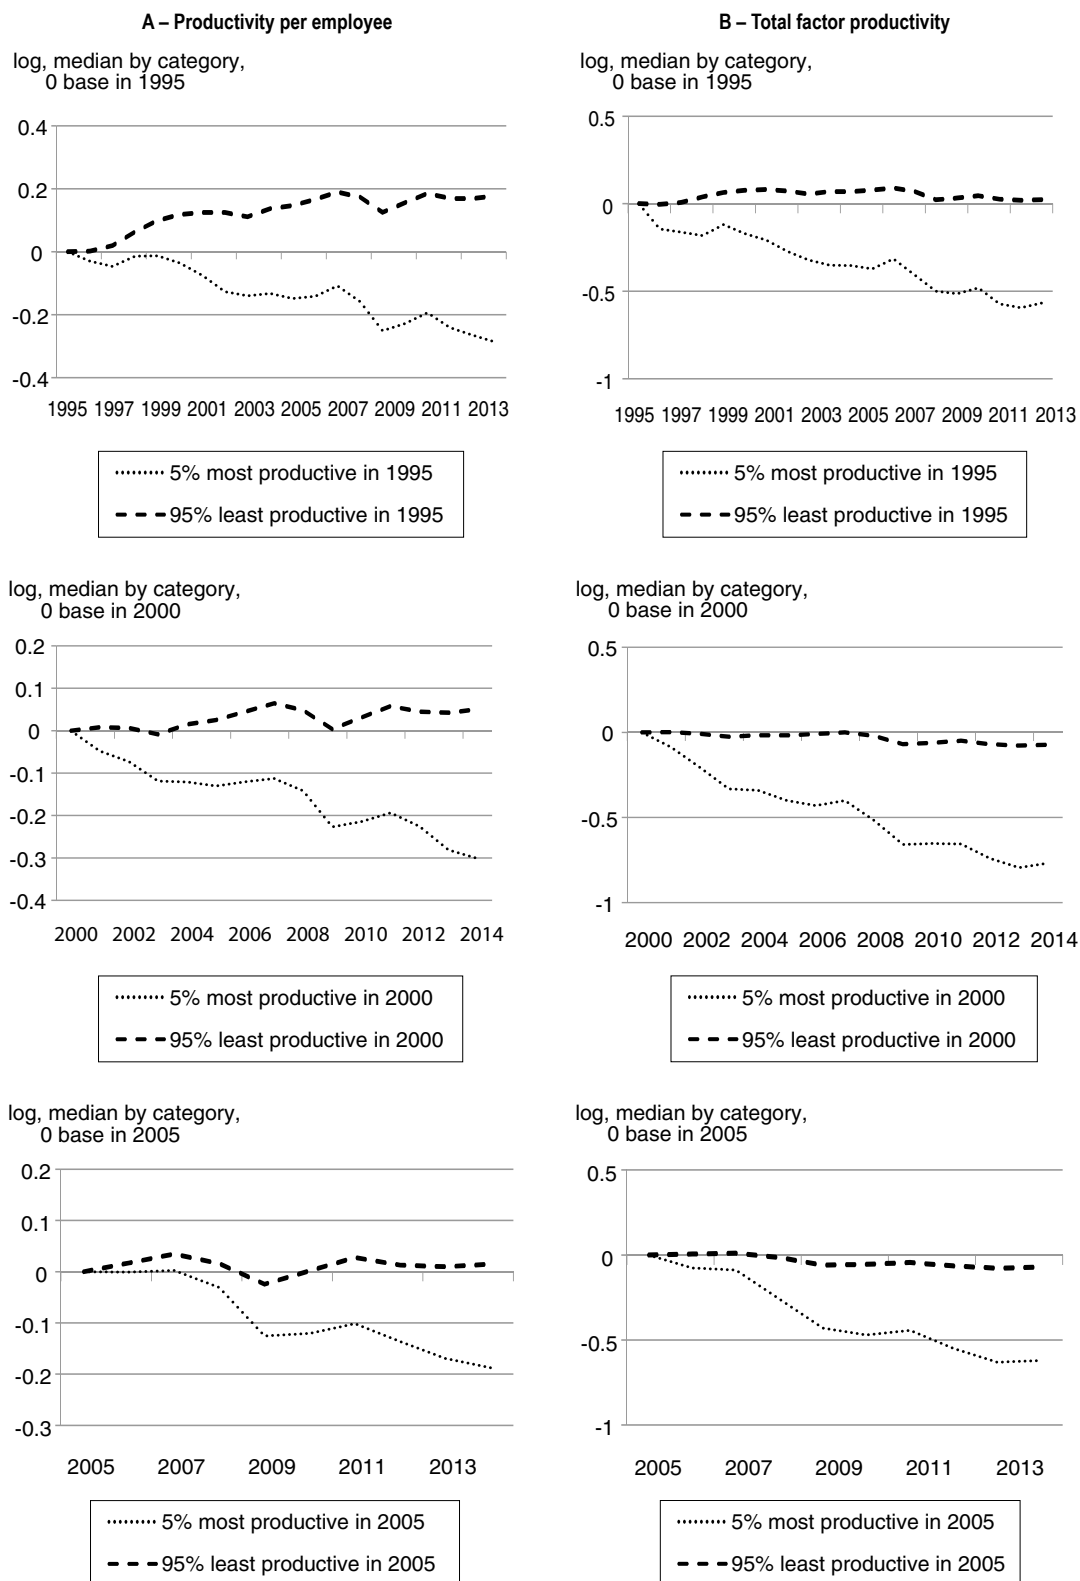 A – Productivity per employee
log, median by category,
0 base in 1995
0.4
0.2
0
-0.2
-0.4
1995 1997 1999 2001 2003 2005 2007 2009 2011 2013
5% most productive in 1995
95% least productive in 1995
B – Total factor productivity
log, median by category,
0 base in 1995
0.5
0
-0.5
-1
1995 1997 1999 2001 2003 2005 2007 2009 2011 2013
5% most productive in 1995
95% least productive in 1995
log, median by category,
0 base in 2000
0.2
0.1
0
-0.1
-0.2
-0.3
-0.4
2000 2002 2004 2006 2008 2010 2012 2014
5% most productive in 2000
95% least productive in 2000
log, median by category,
0 base in 2000
0.5
0
-0.5
-1
2000 2002 2004 2006 2008 2010 2012 2014
5% most productive in 2000
95% least productive in 2000
log, median by category,
0 base in 2005
0.2
0.1
0
-0.1
-0.2
-0.3
2005 2007 2009 2011 2013
5% most productive in 2005
95% least productive in 2005
log, median by category,
0 base in 2005
0.5
0
-0.5
-1
2005 2007 2009 2011 2013
5% most productive in 2005
95% least productive in 2005